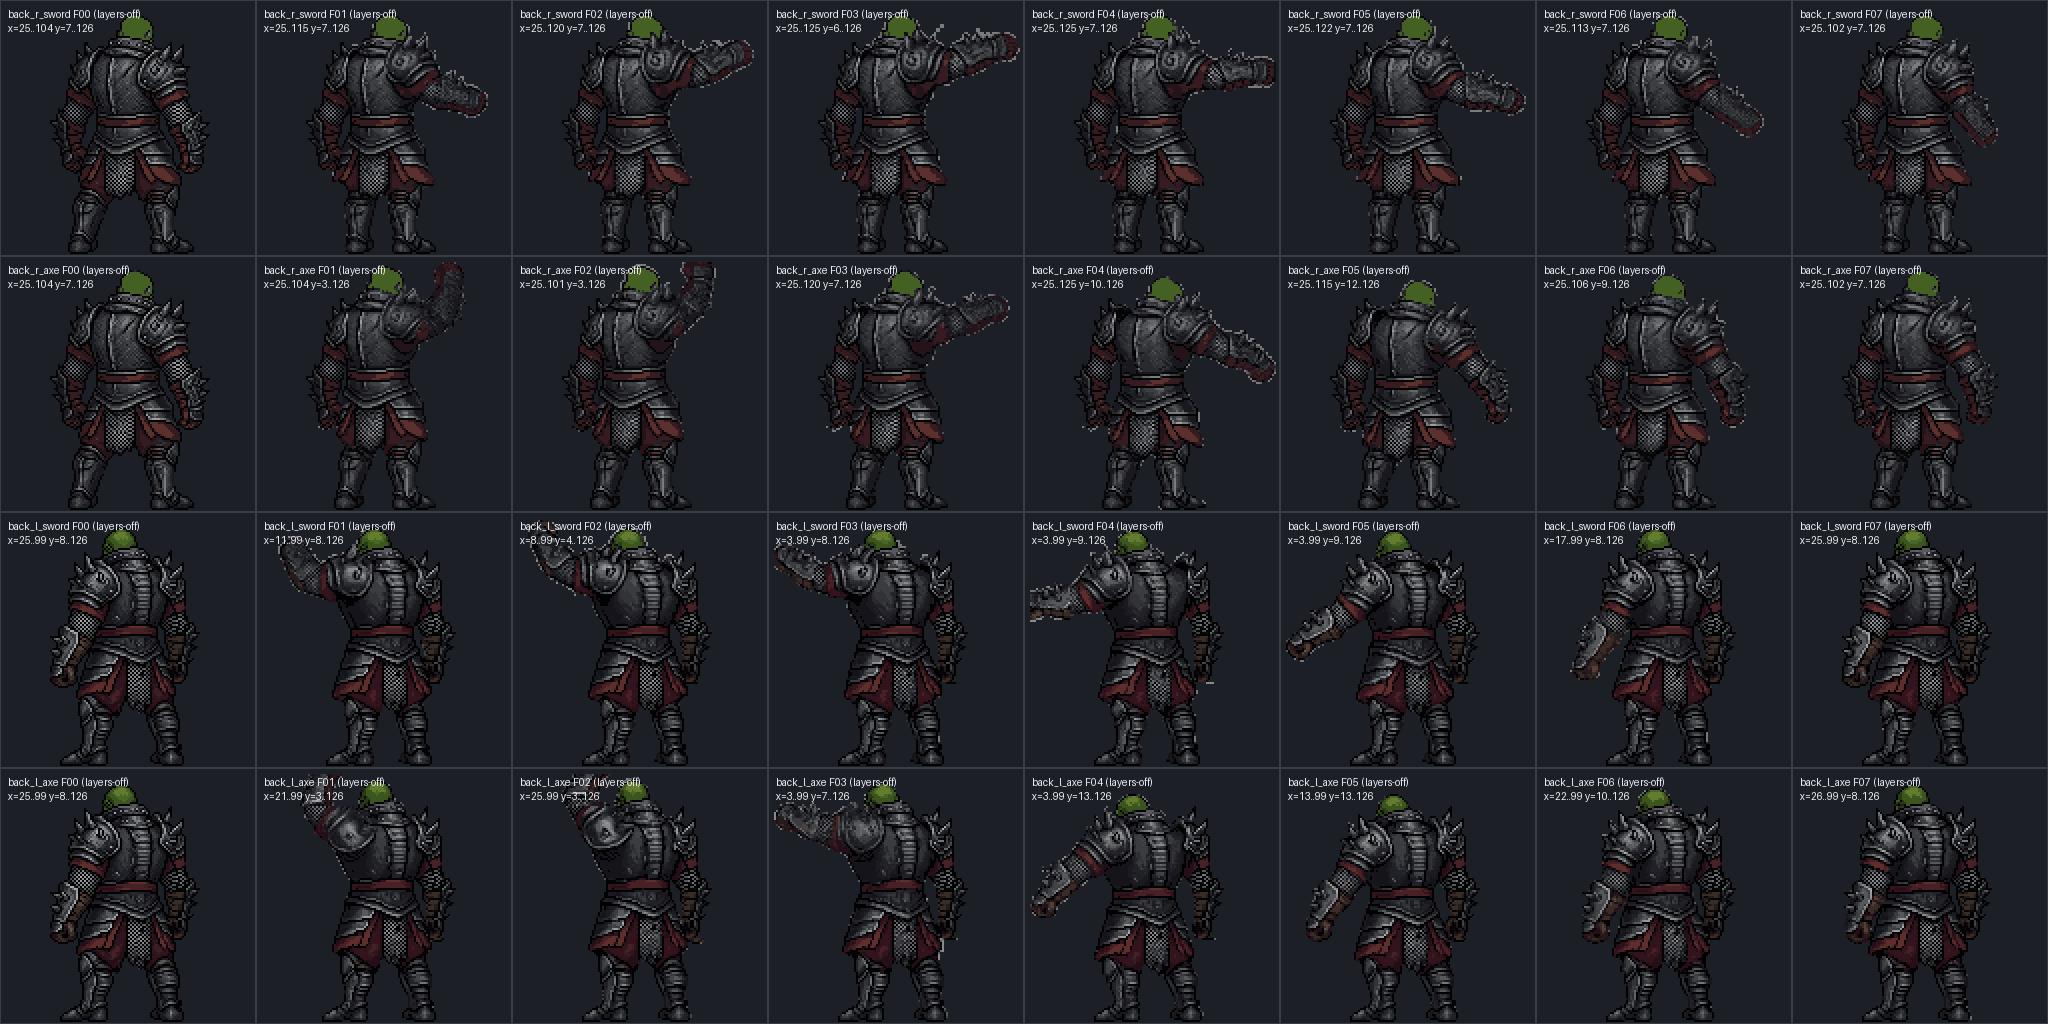 back_r_sword F00 (layers-off)
x=25..104 y=7..126
back_r_sword F01 (layers-off)
x=25..115 y=7..126
back_r_sword F02 (layers-off)
x=25..120 y=7..126
back_r_sword F03 (layers-off)
x=25..125 y=6..126
back_r_sword F04 (layers-off)
x=25..125 y=7..126
back_r_sword F05 (layers-off)
x=25..122 y=7..126
back_r_sword F06 (layers-off)
x=25..113 y=7..126
back_r_sword F07 (layers-off)
x=25..102 y=7..126
back_r_axe F00 (layers-off)
x=25..104 y=7..126
back_r_axe F01 (layers-off)
x=25..104 y=3..126
back_r_axe F02 (layers-off)
x=25..101 y=3..126
back_r_axe F03 (layers-off)
x=25..120 y=7..126
back_r_axe F04 (layers-off)
x=25..125 y=10..126
back_r_axe F05 (layers-off)
x=25..115 y=12..126
back_r_axe F06 (layers-off)
x=25..106 y=9..126
back_r_axe F07 (layers-off)
x=25..102 y=7..126
back_l_sword F00 (layers-off)
x=25..99 y=8..126
back_l_sword F01 (layers-off)
x=11..99 y=8..126
back_l_sword F02 (layers-off)
x=8..99 y=4..126
back_l_sword F03 (layers-off)
x=3..99 y=8..126
back_l_sword F04 (layers-off)
x=3..99 y=9..126
back_l_sword F05 (layers-off)
x=3..99 y=9..126
back_l_sword F06 (layers-off)
x=17..99 y=8..126
back_l_sword F07 (layers-off)
x=25..99 y=8..126
back_l_axe F00 (layers-off)
x=25..99 y=8..126
back_l_axe F01 (layers-off)
x=21..99 y=3..126
back_l_axe F02 (layers-off)
x=25..99 y=3..126
back_l_axe F03 (layers-off)
x=3..99 y=7..126
back_l_axe F04 (layers-off)
x=3..99 y=13..126
back_l_axe F05 (layers-off)
x=13..99 y=13..126
back_l_axe F06 (layers-off)
x=22..99 y=10..126
back_l_axe F07 (layers-off)
x=26..99 y=8..126